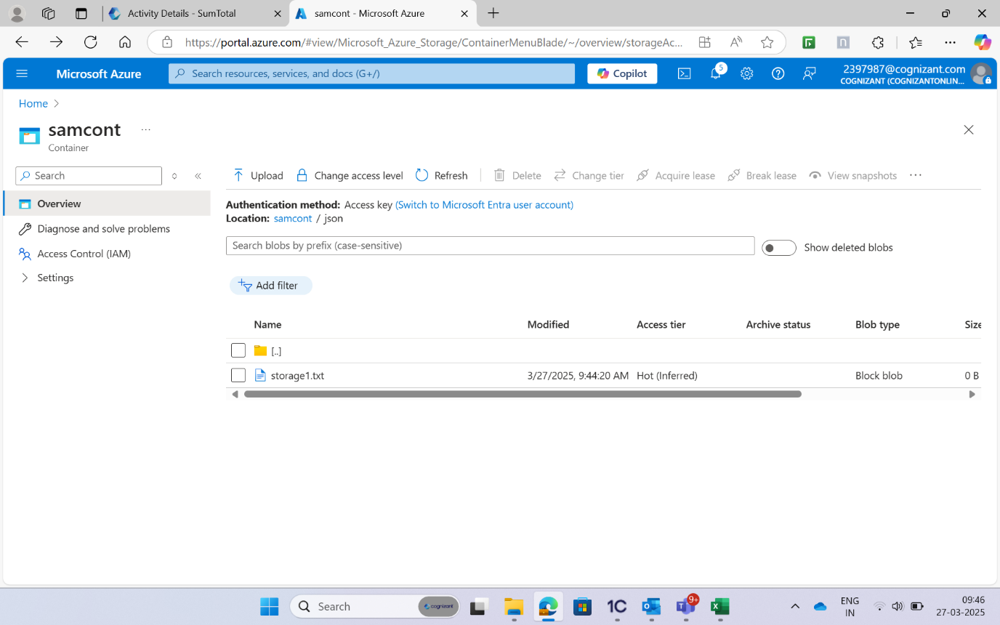 Activity Details - SumTotal
samcont - Microsoft Azure
https://portal.azure.com/#view/Microsoft_Azure_Storage/ContainerMenuBlade/~/overview/storageAc...
Microsoft Azure
Search resources, services, and docs (G+/)
Copilot
5
2397987@cognizant.com
COGNIZANT (COGNIZANTONLIN...
Home
samcont
Container
Search
Upload
Change access level
Refresh
Delete
Change tier
Acquire lease
Break lease
View snapshots
Overview
Diagnose and solve problems
Access Control (IAM)
Settings
Authentication method: Access key (Switch to Microsoft Entra user account)
Location: samcont / json
Search blobs by prefix (case-sensitive)
Show deleted blobs
Add filter
Name Modified Access tier Archive status Blob type Size
[..]
storage1.txt 3/27/2025, 9:44:20 AM Hot (Inferred) Block blob 0 B
Search
cognizant
1C
9+
ENG
IN
09:46
27-03-2025